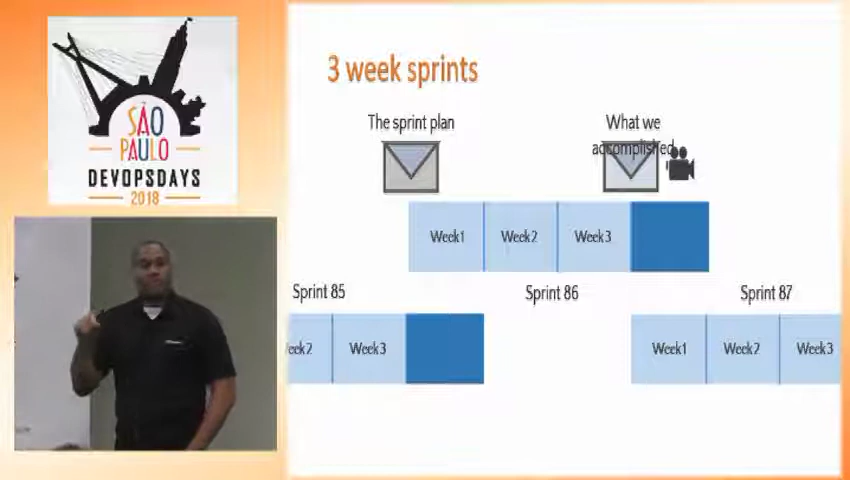 SÃO
PAULO
DEVOPSDAYS
2018
3 week sprints
The sprint plan
What we
accomplished
Week1
Week2
Week3
Sprint 85
Sprint 86
Sprint 87
Week3
Week1
Week2
Week3